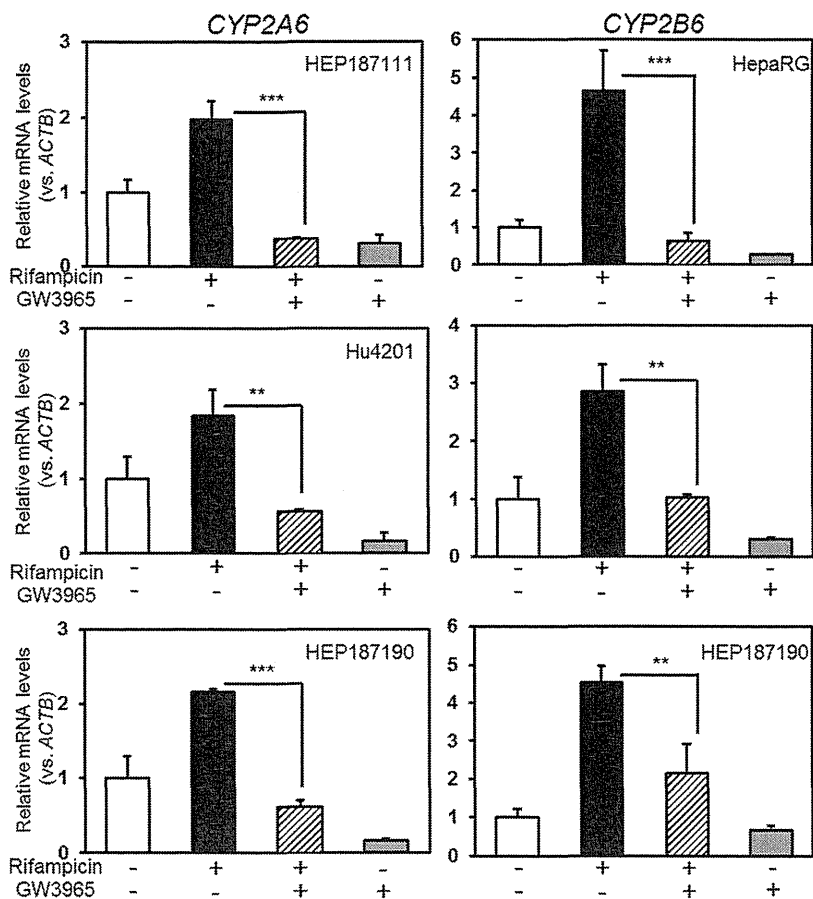 CYP2A6
CYP2B6
Relative mRNA levels
(vs. ACTB)
3
2
1
0
HEP187111
***
6
5
4
3
2
1
0
HepaRG
***
Rifampicin - + + - - + + -
GW3965 - - + + - - + +
Relative mRNA levels
(vs. ACTB)
3
2
1
0
Hu4201
**
4
3
2
1
0
**
Rifampicin - + + - - + + -
GW3965 - - + + - - + +
Relative mRNA levels
(vs. ACTB)
3
2
1
0
HEP187190
***
6
5
4
3
2
1
0
HEP187190
**
Rifampicin - + + - - + + -
GW3965 - - + + - - + +